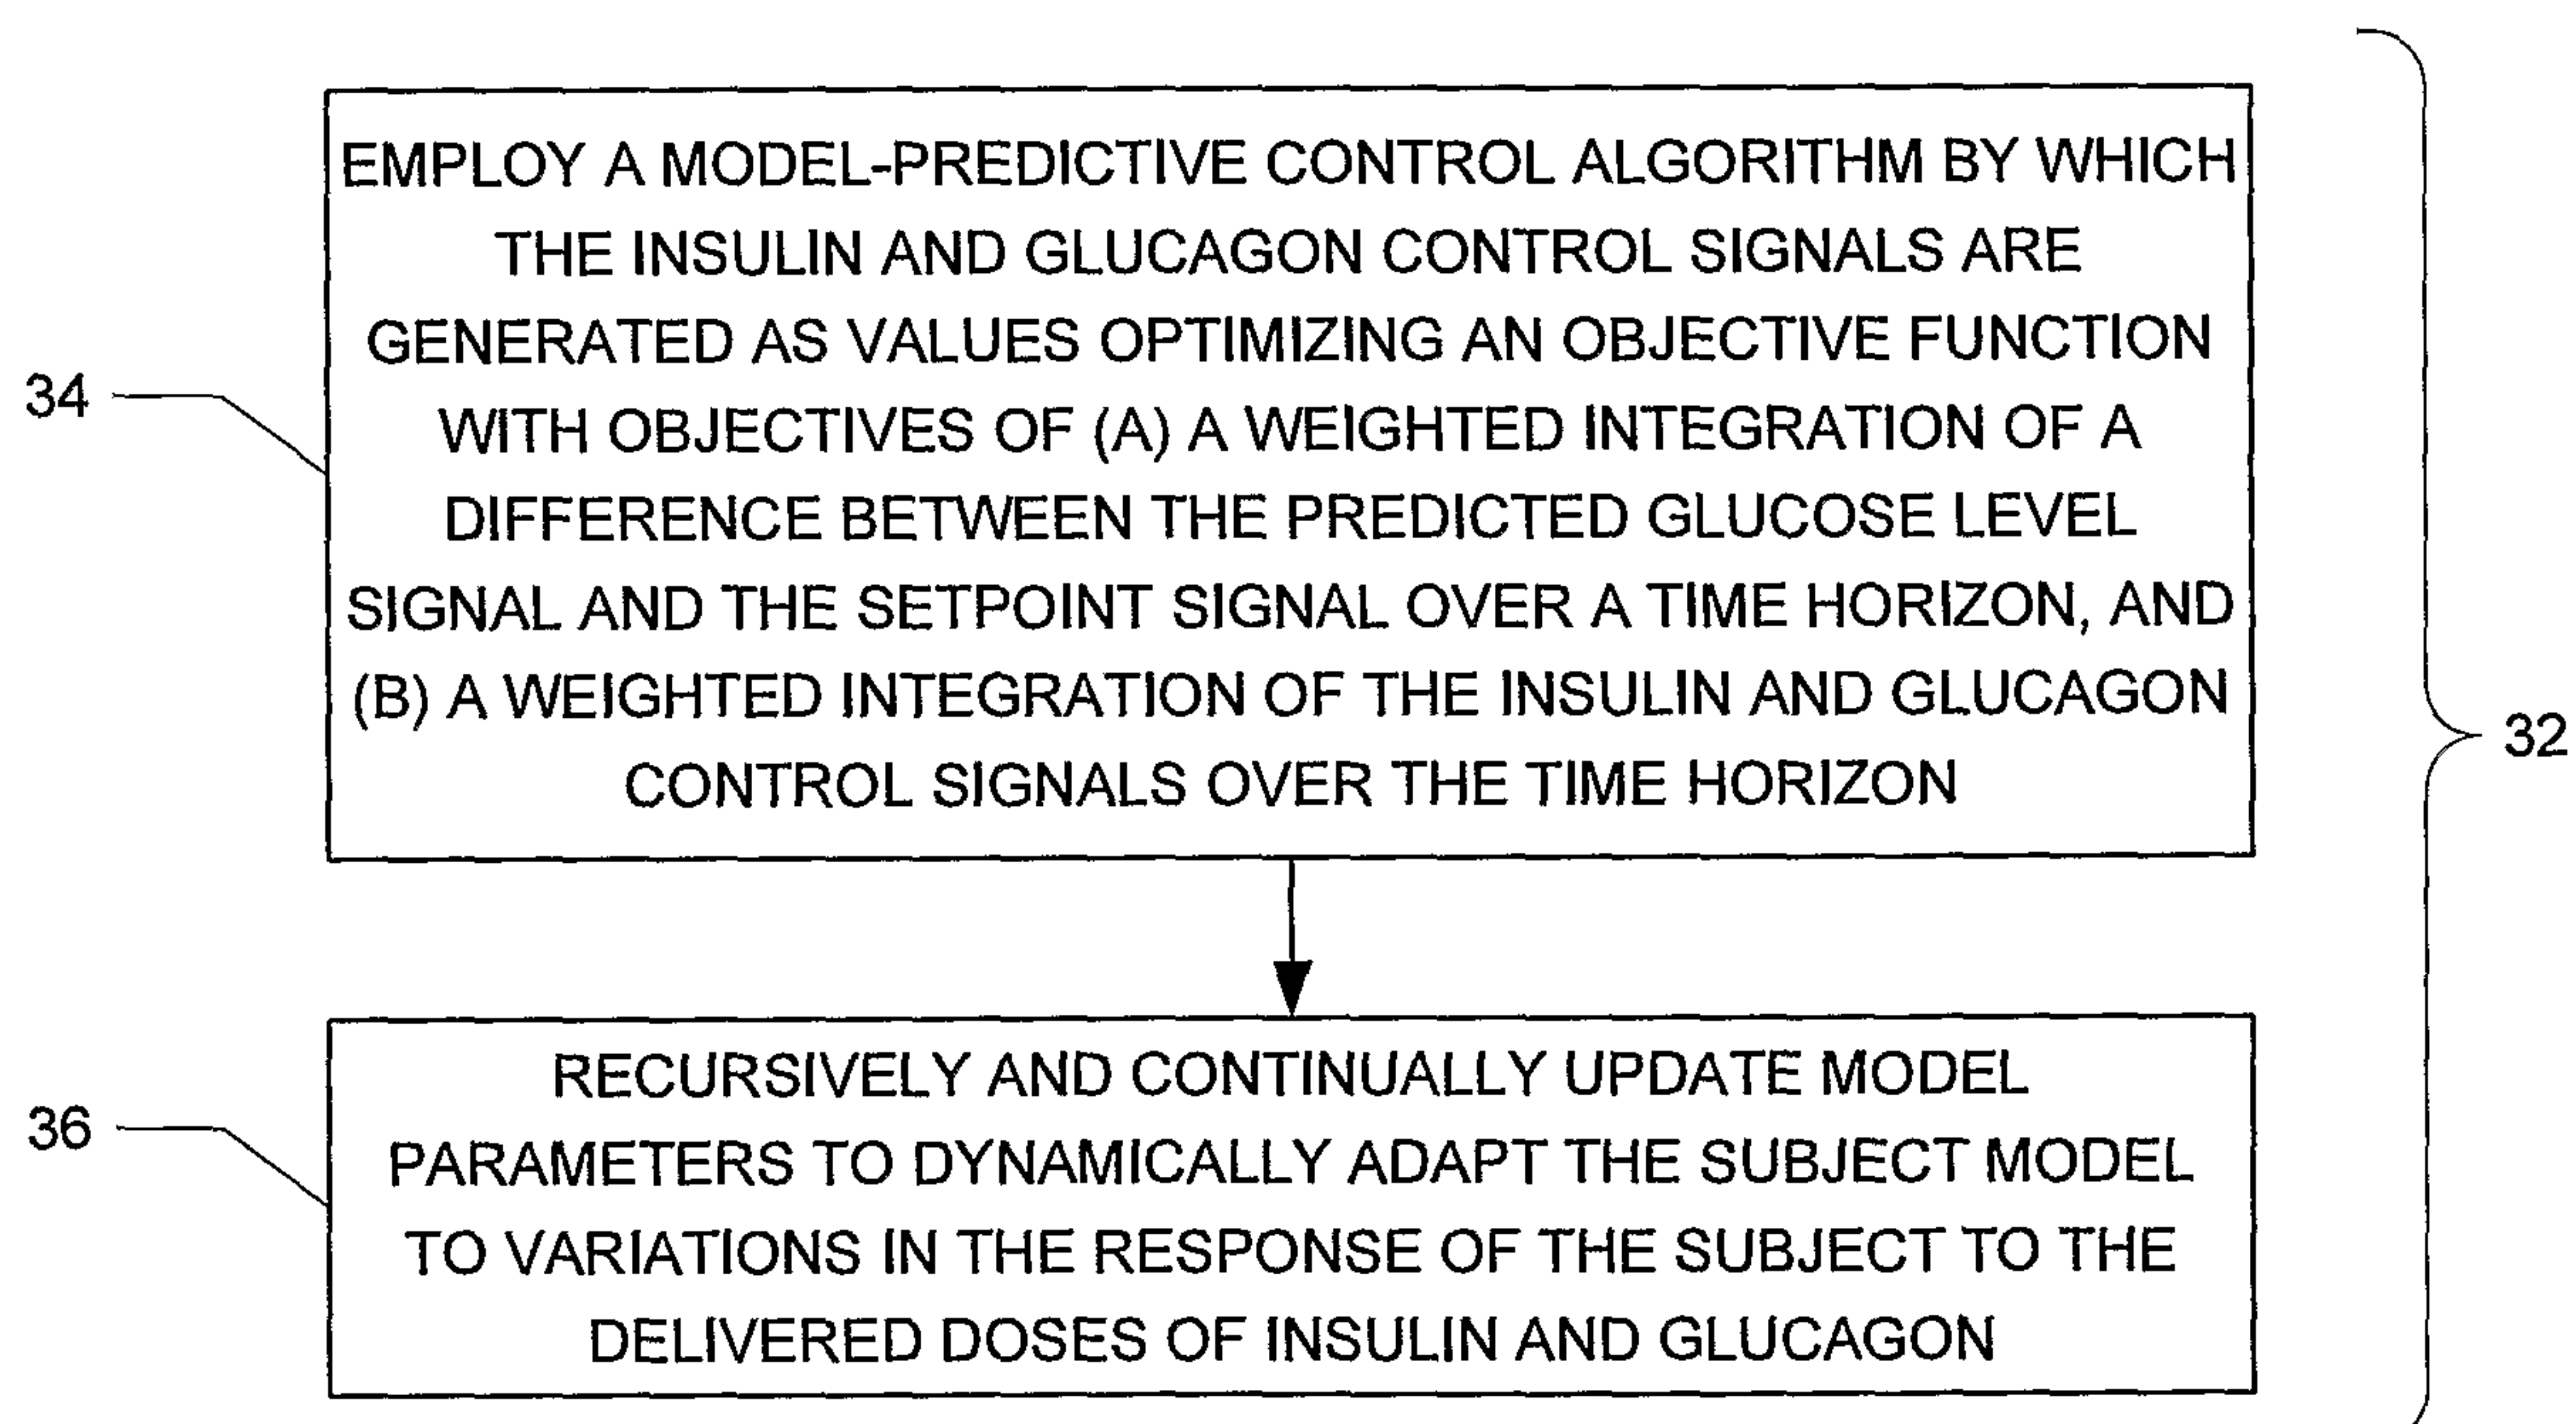 EMPLOY A MODEL-PREDICTIVE CONTROL ALGORITHM BY WHICH
THE INSULIN AND GLUCAGON CONTROL SIGNALS ARE
GENERATED AS VALUES OPTIMIZING AN OBJECTIVE FUNCTION
34
WITH OBJECTIVES OF (A) A WEIGHTED INTEGRATION OF A
DIFFERENCE BETWEEN THE PREDICTED GLUCOSE LEVEL
SIGNAL AND THE SETPOINT SIGNAL OVER A TIME HORIZON, AND
(B) A WEIGHTED INTEGRATION OF THE INSULIN AND GLUCAGON
32
CONTROL SIGNALS OVER THE TIME HORIZON
RECURSIVELY AND CONTINUALLY UPDATE MODEL
36
PARAMETERS TO DYNAMICALLY ADAPT THE SUBJECT MODEL
TO VARIATIONS IN THE RESPONSE OF THE SUBJECT TO THE
DELIVERED DOSES OF INSULIN AND GLUCAGON